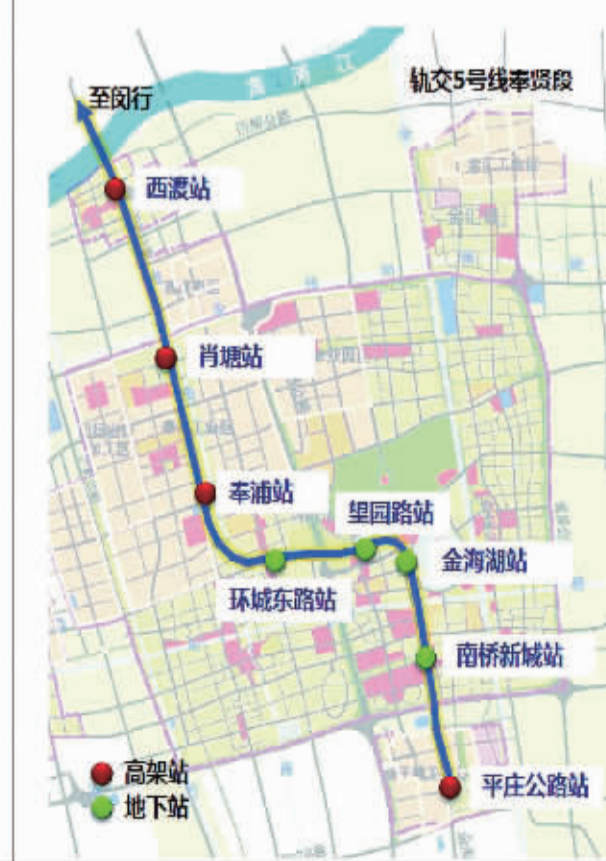 轨交5号线奉贤段
至闵行
西渡站
肖塘站
奉浦站
望园路站
环城东路站
金海湖站
南桥新城站
平庄公路站
高架站
地下站